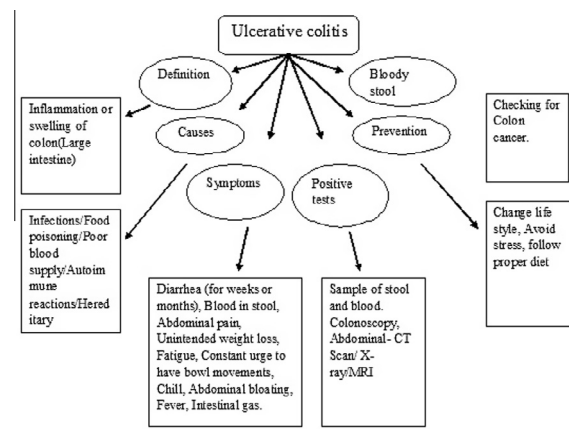 Ulcerative colitis
Definition
Bloody
stool
Inflammation or
swelling of
colon(Large
intestine)
Causes
Prevention
Checking for
Colon
cancer.
Symptoms
Positive
tests
Infections/Food
poisoning/Poor
blood
supply/Autoim
mune
reactions/Hered
itary
Change life
style, Avoid
stress, follow
proper diet
Diarrhea (for weeks or
months), Blood in stool,
Abdominal pain,
Unintended weight loss,
Fatigue, Constant urge to
have bowl movements,
Chill, Abdominal bloating,
Fever, Intestinal gas.
Sample of stool
and blood.
Colonoscopy,
Abdominal- CT
Scan/ X-
ray/MRI